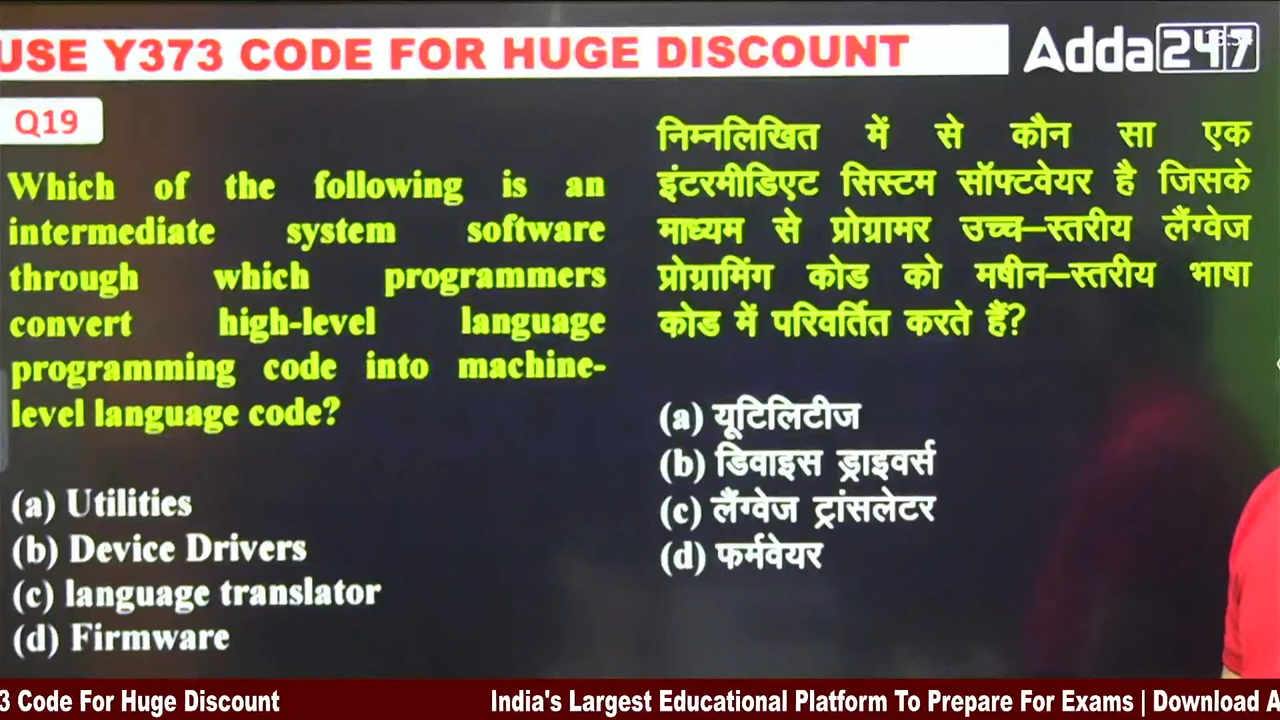 USE Y373 CODE FOR HUGE DISCOUNT
Adda247
Q19
Which of the following is an
intermediate system software
through which programmers
convert high-level language
programming code into machine-
level language code?
(a) Utilities
(b) Device Drivers
(c) language translator
(d) Firmware
निम्नलिखित में से कौन सा एक
इंटरमीडिएट सिस्टम सॉफ्टवेयर है जिसके
माध्यम से प्रोग्रामर उच्च–स्तरीय लैंग्वेज
प्रोग्रामिंग कोड को मषीन–स्तरीय भाषा
कोड में परिवर्तित करते हैं?
(a) यूटिलिटीज
(b) डिवाइस ड्राइवर्स
(c) लैंग्वेज ट्रांसलेटर
(d) फर्मवेयर
3 Code For Huge Discount
India's Largest Educational Platform To Prepare For Exams | Download A